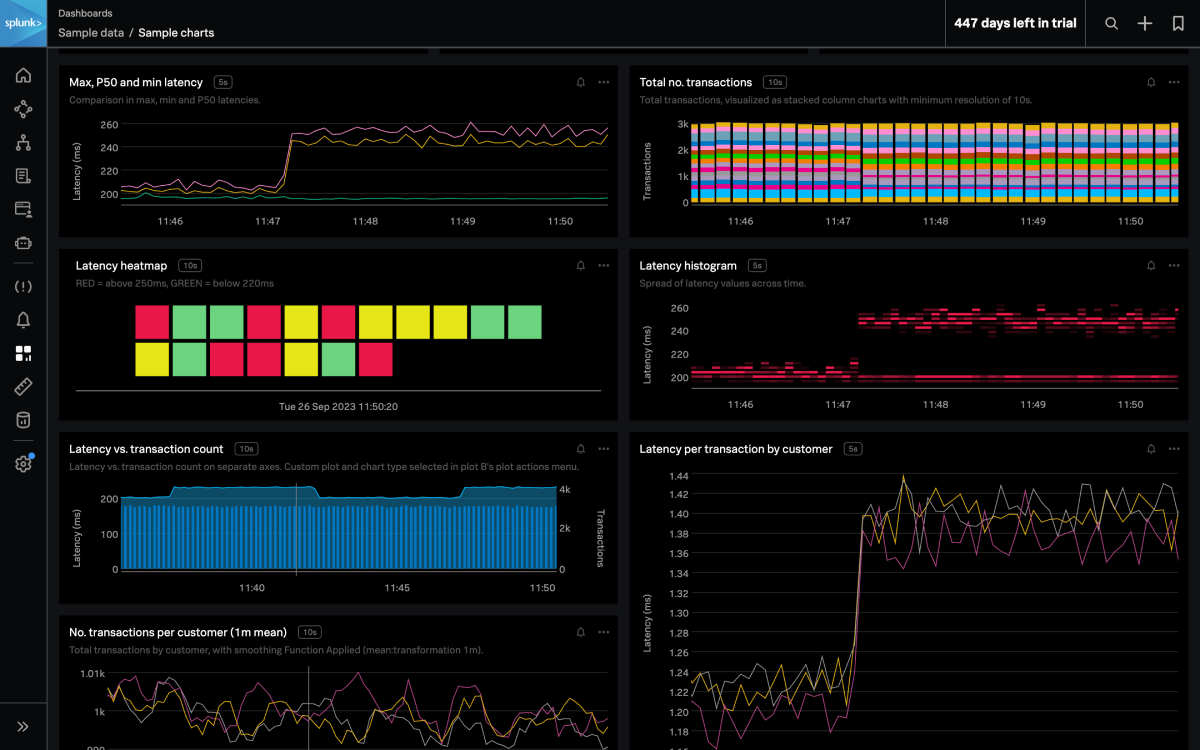 splunk>
Dashboards
Sample data / Sample charts
447 days left in trial
Max, P50 and min latency 5s
Comparison in max, min and P50 latencies.
Latency (ms)
260
240
220
200
11:46 11:47 11:48 11:49 11:50
Total no. transactions 10s
Total transactions, visualized as stacked column charts with minimum resolution of 10s.
Transactions
3k
2k
1k
0
11:46 11:47 11:48 11:49 11:50
Latency heatmap 10s
RED = above 250ms, GREEN = below 220ms
Tue 26 Sep 2023 11:50:20
Latency histogram 5s
Spread of latency values across time.
Latency (ms)
260
240
220
200
11:46 11:47 11:48 11:49 11:50
Latency vs. transaction count 10s
Latency vs. transaction count on separate axes. Custom plot and chart type selected in plot B's plot actions menu.
Latency (ms)
200
100
0
4k
2k
0
Transactions
11:40 11:45 11:50
Latency per transaction by customer 5s
Latency (ms)
1.44
1.42
1.40
1.38
1.36
1.34
1.32
1.30
1.28
1.26
1.24
1.22
1.20
1.18
No. transactions per customer (1m mean) 10s
Total transactions by customer, with smoothing Function Applied (mean:transformation 1m).
1.01k
1k